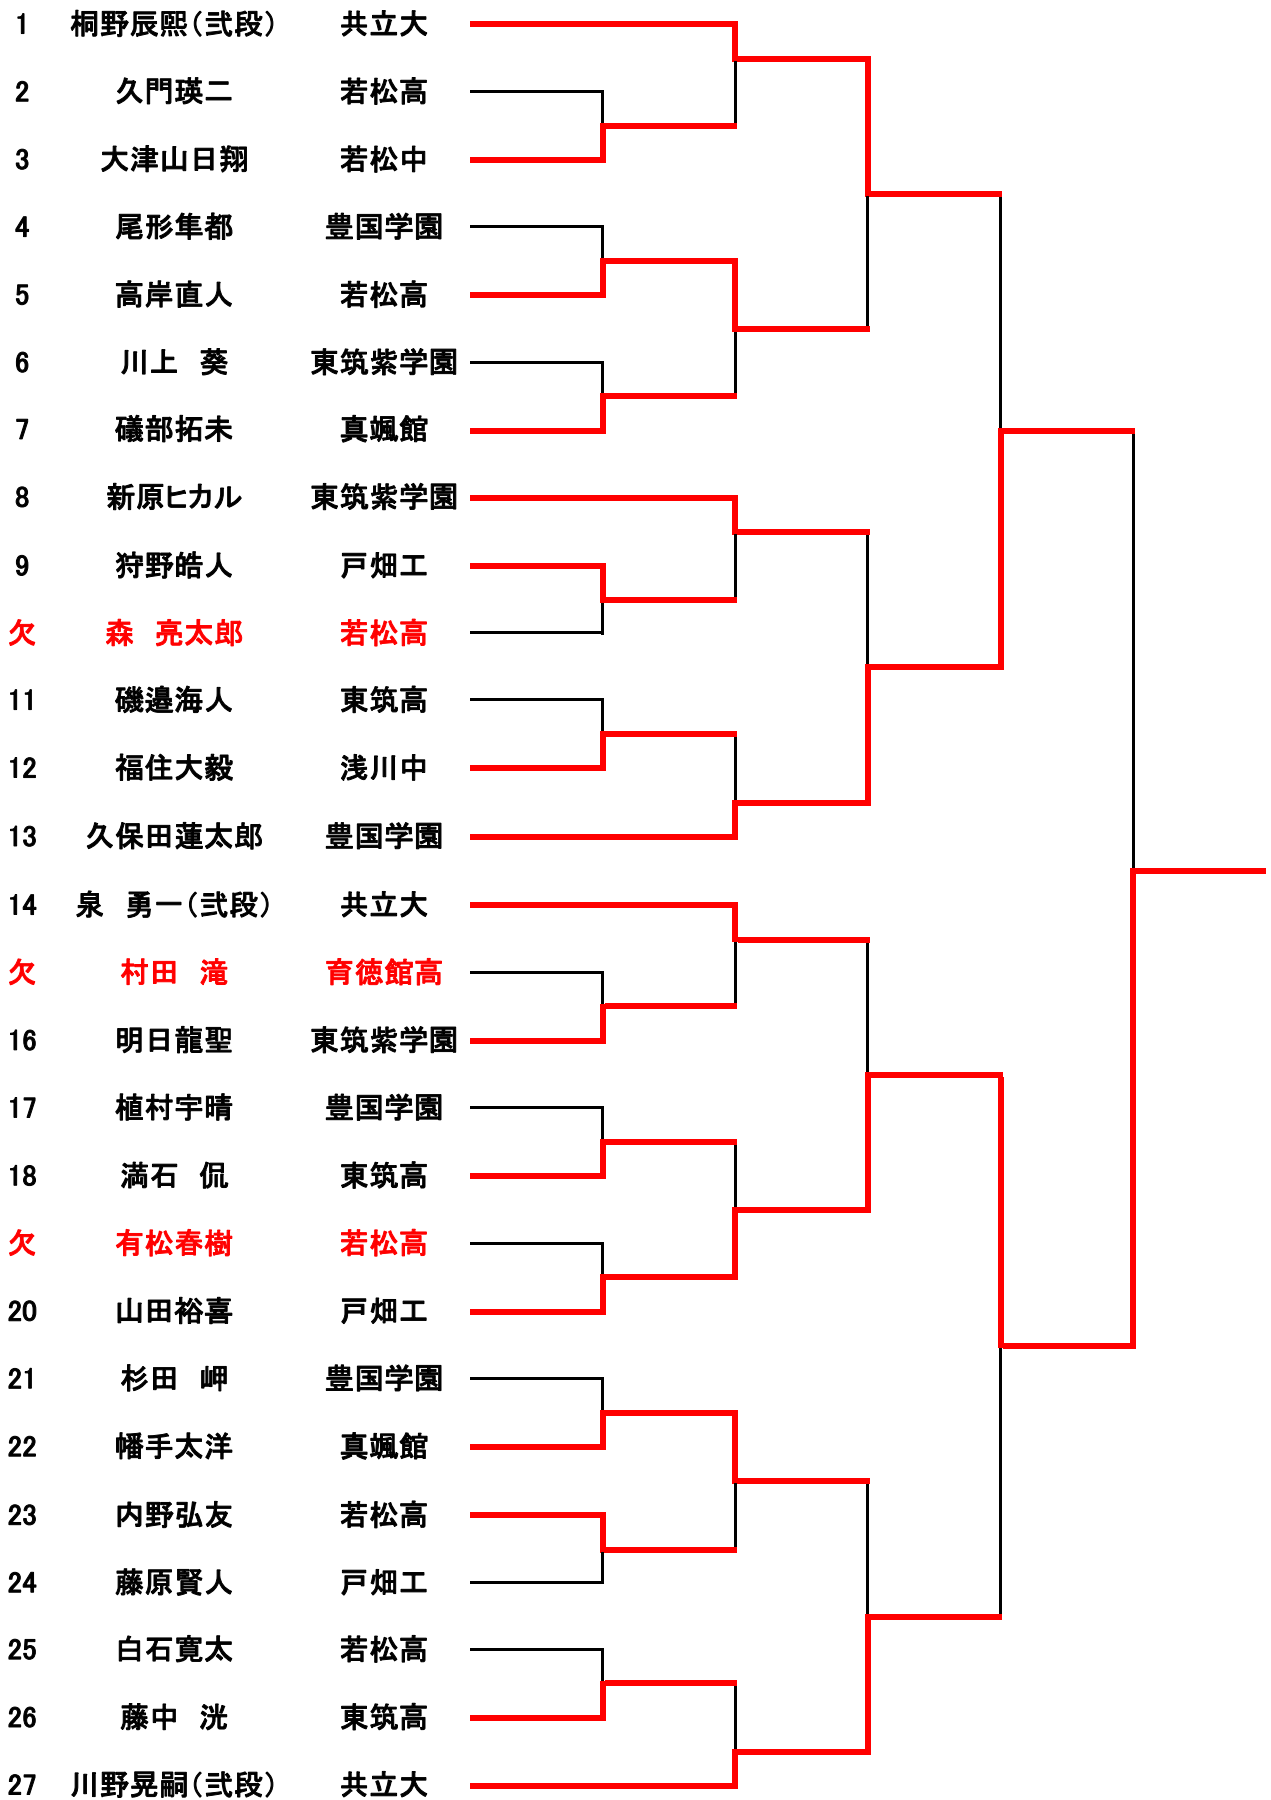 1 桐野辰熙（弐段） 共立大
2 久門瑛二 若松高
3 大津山日翔 若松中
4 尾形隼都 豊国学園
5 高岸直人 若松高
6 川上　葵 東筑紫学園
7 礒部拓未 真颯館
8 新原ヒカル 東筑紫学園
9 狩野皓人 戸畑工
欠 森　亮太郎 若松高
11 磯邉海人 東筑高
12 福住大毅 浅川中
13 久保田蓮太郎 豊国学園
14 泉　勇一（弐段） 共立大
欠 村田　滝 育徳館高
16 明日龍聖 東筑紫学園
17 植村宇晴 豊国学園
18 満石　侃 東筑高
欠 有松春樹 若松高
20 山田裕喜 戸畑工
21 杉田　岬 豊国学園
22 幡手太洋 真颯館
23 内野弘友 若松高
24 藤原賢人 戸畑工
25 白石寛太 若松高
26 藤中　洸 東筑高
27 川野晃嗣（弐段） 共立大